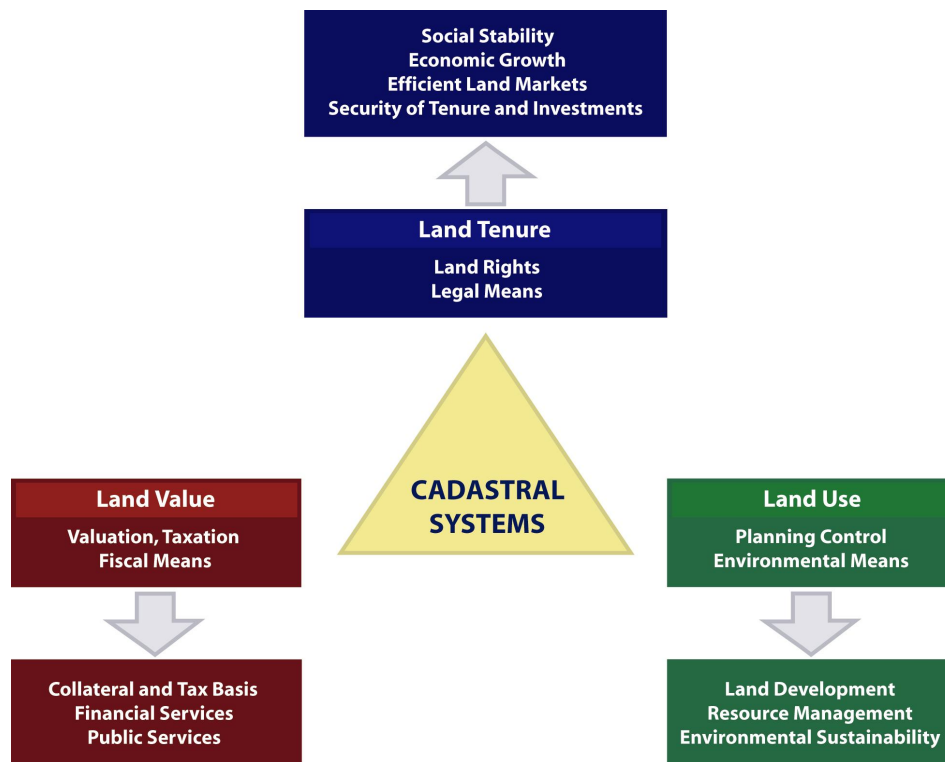 Social Stability
Economic Growth
Efficient Land Markets
Security of Tenure and Investments
Land Tenure
Land Rights
Legal Means
CADASTRAL
SYSTEMS
Land Value
Valuation, Taxation
Fiscal Means
Collateral and Tax Basis
Financial Services
Public Services
Land Use
Planning Control
Environmental Means
Land Development
Resource Management
Environmental Sustainability